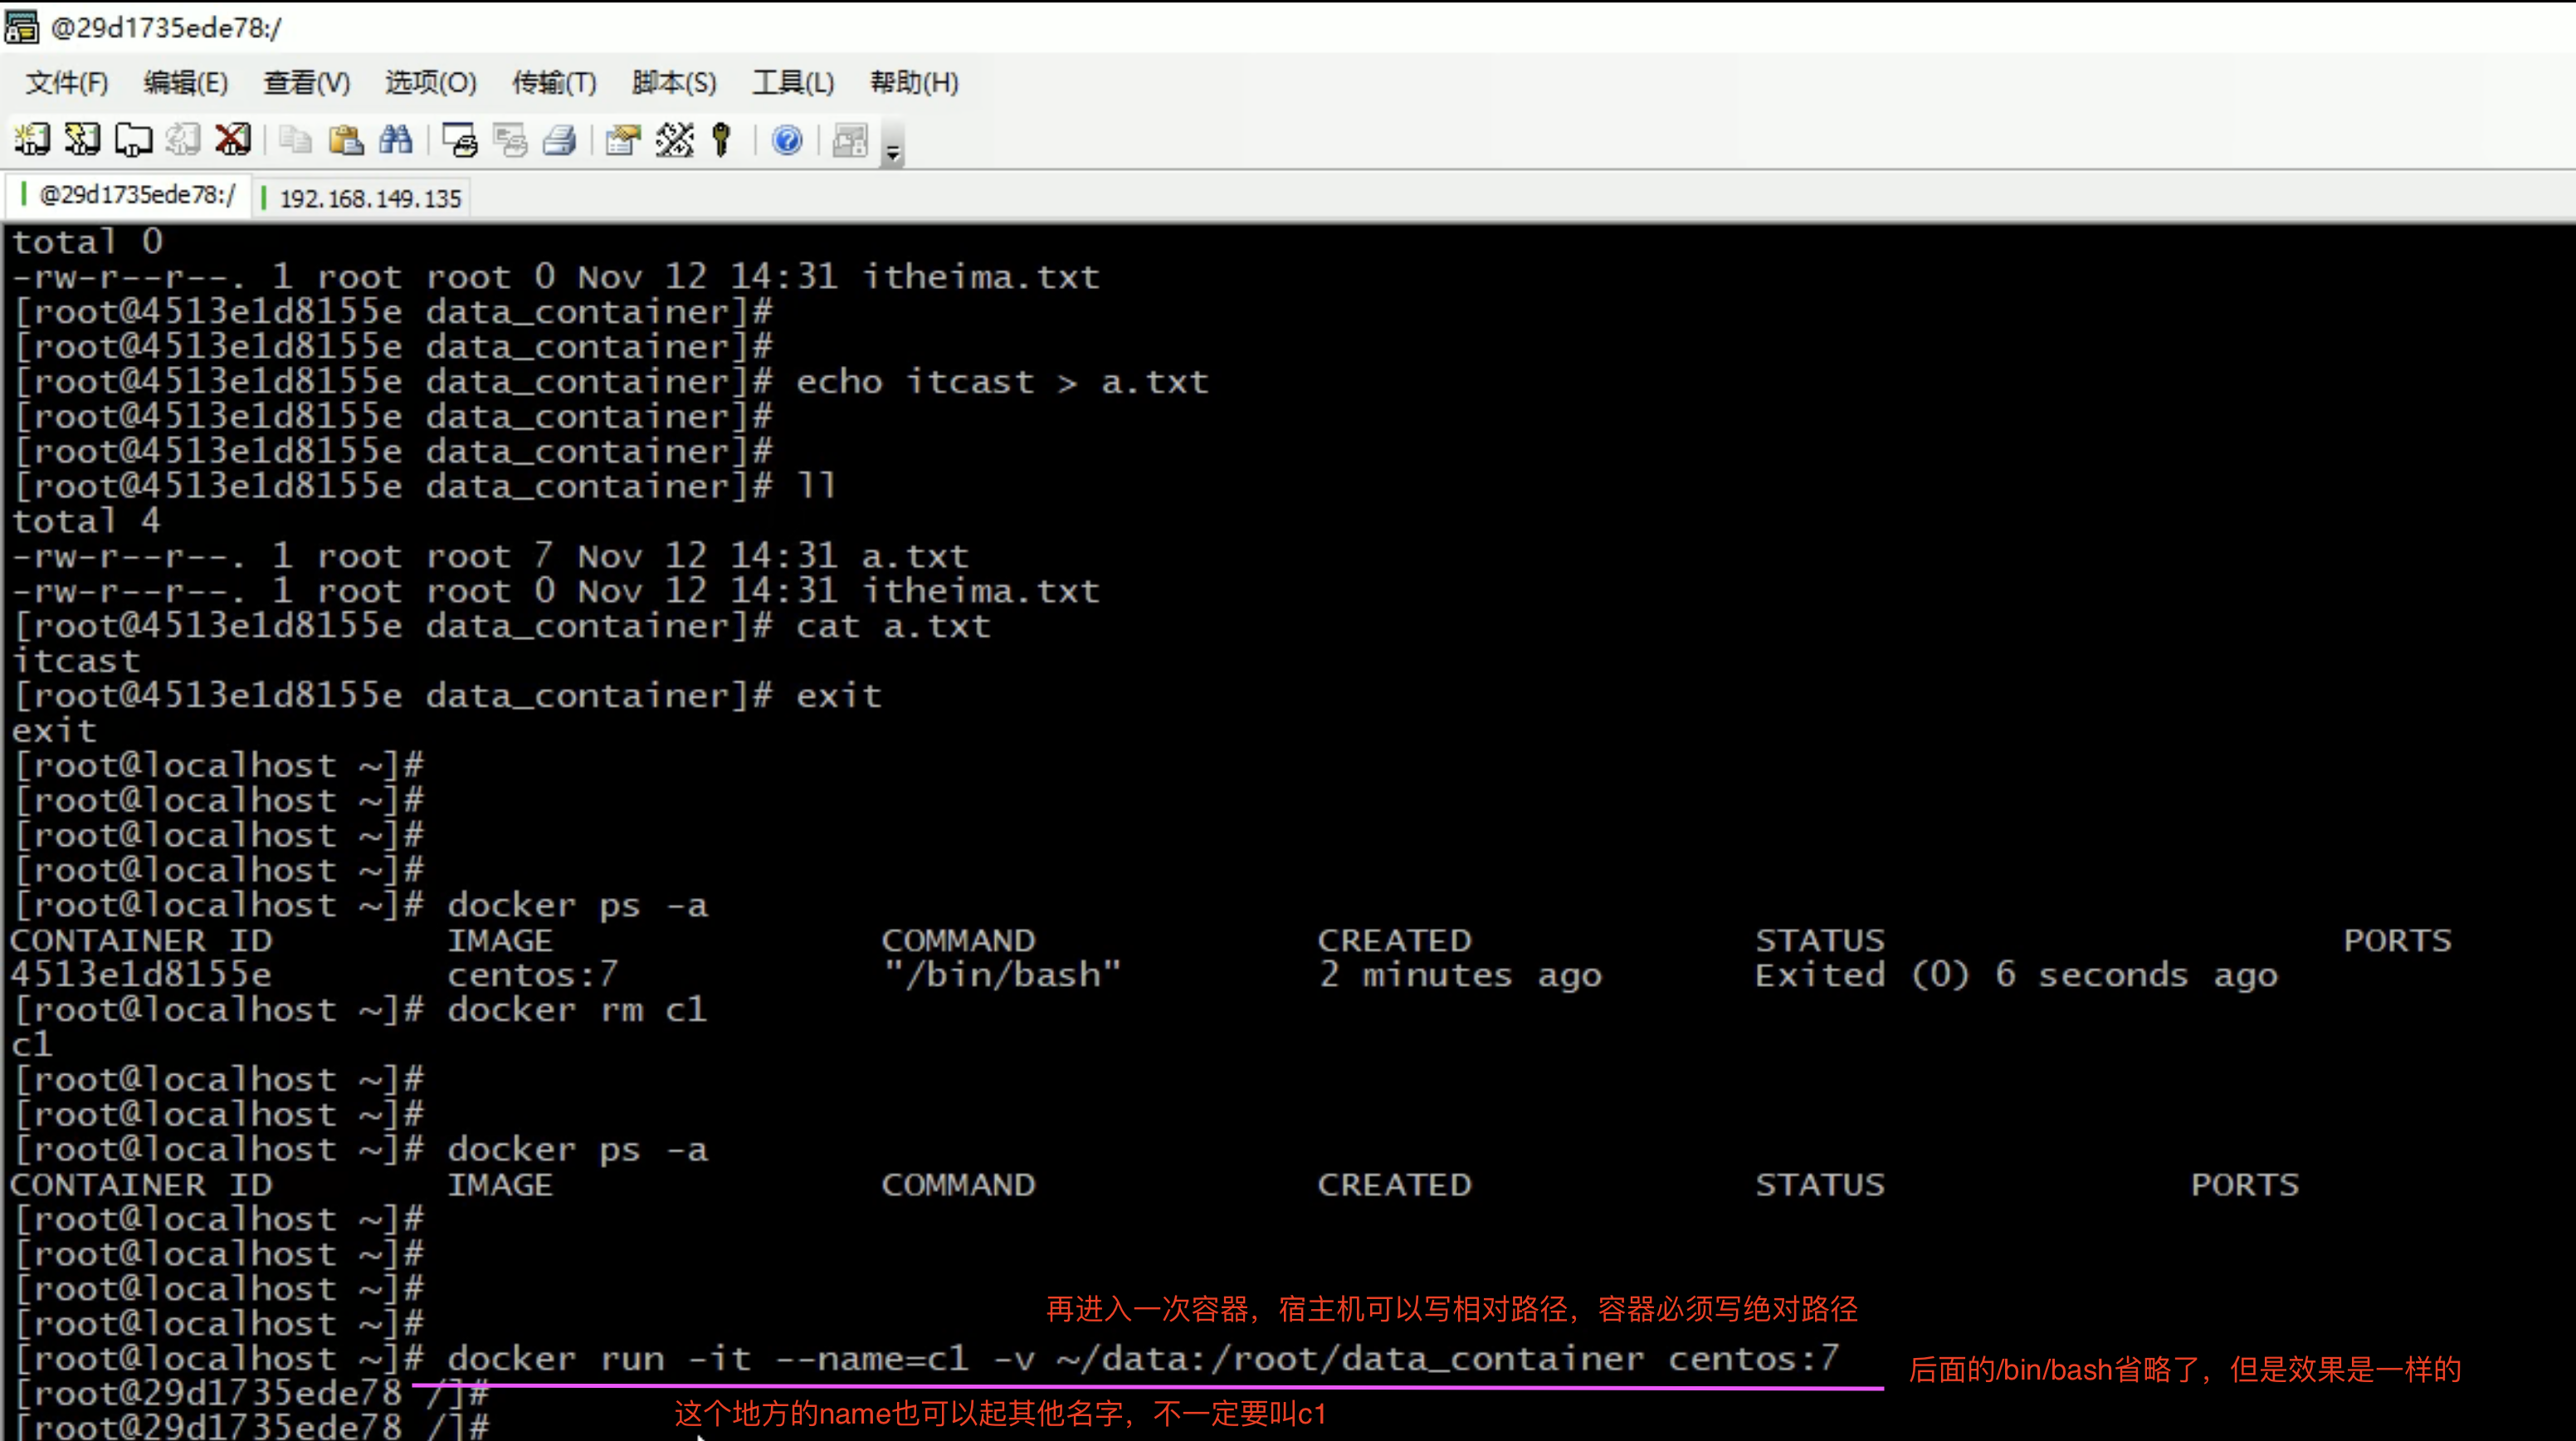 @29d1735ede78:/
文件(F) 编辑(E) 查看(V) 选项(O) 传输(T) 脚本(S) 工具(L) 帮助(H)
@29d1735ede78:/ 192.168.149.135
total 0
-rw-r--r--. 1 root root 0 Nov 12 14:31 itheima.txt
[root@4513e1d8155e data_container]#
[root@4513e1d8155e data_container]#
[root@4513e1d8155e data_container]# echo itcast > a.txt
[root@4513e1d8155e data_container]#
[root@4513e1d8155e data_container]#
[root@4513e1d8155e data_container]# ll
total 4
-rw-r--r--. 1 root root 7 Nov 12 14:31 a.txt
-rw-r--r--. 1 root root 0 Nov 12 14:31 itheima.txt
[root@4513e1d8155e data_container]# cat a.txt
itcast
[root@4513e1d8155e data_container]# exit
exit
[root@localhost ~]#
[root@localhost ~]#
[root@localhost ~]#
[root@localhost ~]#
[root@localhost ~]# docker ps -a
CONTAINER ID IMAGE COMMAND CREATED STATUS PORTS
4513e1d8155e centos:7 "/bin/bash" 2 minutes ago Exited (0) 6 seconds ago
[root@localhost ~]# docker rm c1
c1
[root@localhost ~]#
[root@localhost ~]#
[root@localhost ~]# docker ps -a
CONTAINER ID IMAGE COMMAND CREATED STATUS PORTS
[root@localhost ~]#
[root@localhost ~]#
[root@localhost ~]#
再进入一次容器，宿主机可以写相对路径，容器必须写绝对路径
[root@localhost ~]#
[root@localhost ~]# docker run -it --name=c1 -v ~/data:/root/data_container centos:7
后面的/bin/bash省略了，但是效果是一样的
[root@29d1735ede78 /]#
这个地方的name也可以起其他名字，不一定要叫c1
[root@29d1735ede78 /]#